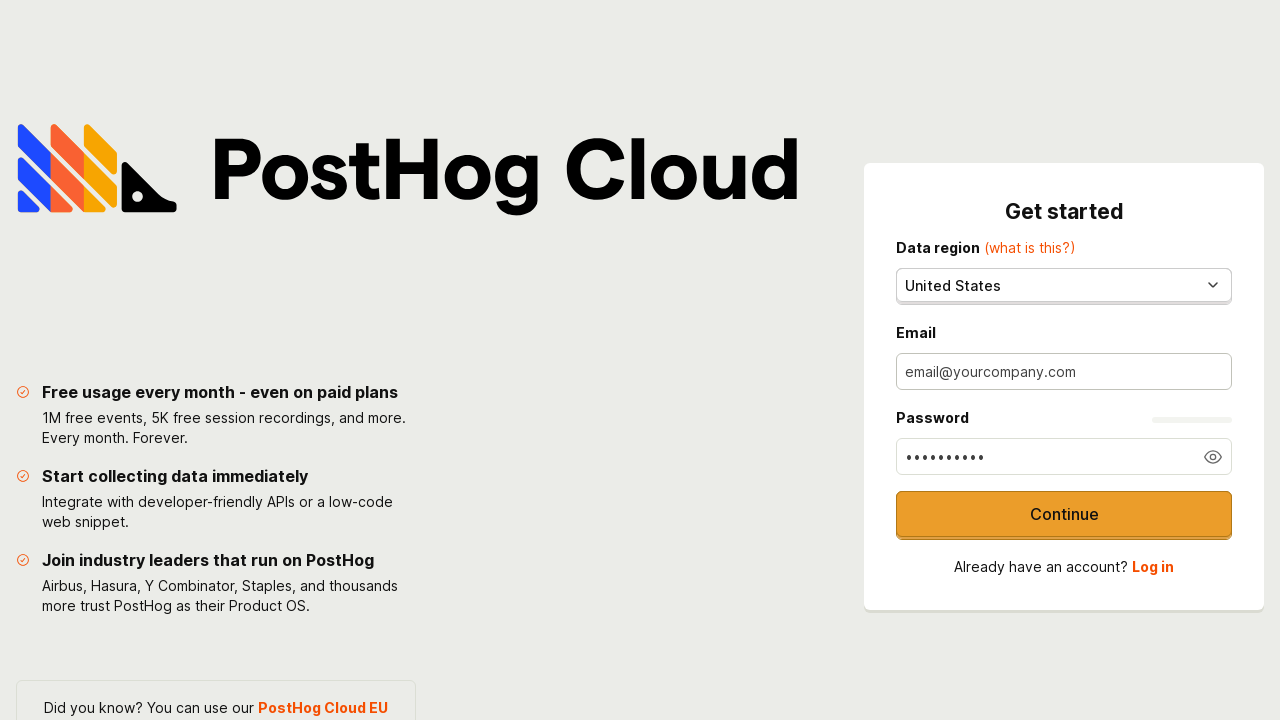 PostHog Cloud
Free usage every month - even on paid plans
1M free events, 5K free session recordings, and more.
Every month. Forever.
Start collecting data immediately
Integrate with developer-friendly APIs or a low-code
web snippet.
Join industry leaders that run on PostHog
Airbus, Hasura, Y Combinator, Staples, and thousands
more trust PostHog as their Product OS.
Did you know? You can use our PostHog Cloud EU
Get started
Data region (what is this?)
United States
Email
email@yourcompany.com
Password
••••••••••
Continue
Already have an account? Log in